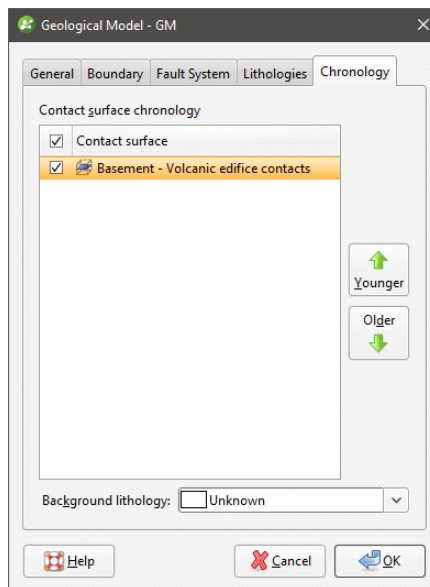 Geological Model - GM
General Boundary Fault System Lithologies Chronology
Contact surface chronology
Contact surface
Basement - Volcanic edifice contacts
Younger
Older
Background lithology: Unknown
Help Cancel OK